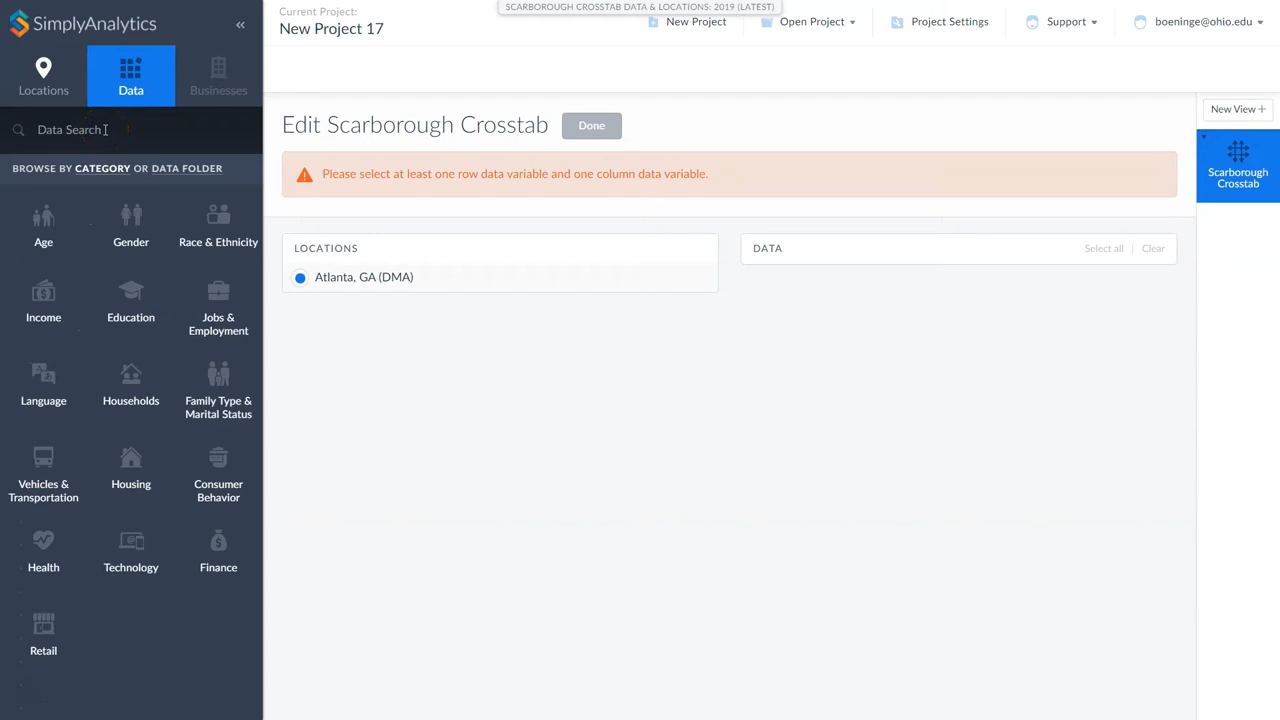 SCARBOROUGH CROSSTAB DATA & LOCATIONS: 2019 (LATEST)
SimplyAnalytics «
Current Project:
New Project 17
New Project
Open Project
Project Settings
Support
boeninge@ohio.edu
Locations
Data
Businesses
Data Search
BROWSE BY CATEGORY OR DATA FOLDER
Age
Gender
Race & Ethnicity
Income
Education
Jobs &
Employment
Language
Households
Family Type &
Marital Status
Vehicles &
Transportation
Housing
Consumer
Behavior
Health
Technology
Finance
Retail
Edit Scarborough Crosstab
Done
Please select at least one row data variable and one column data variable.
LOCATIONS
Atlanta, GA (DMA)
DATA
Select all | Clear
New View +
Scarborough
Crosstab